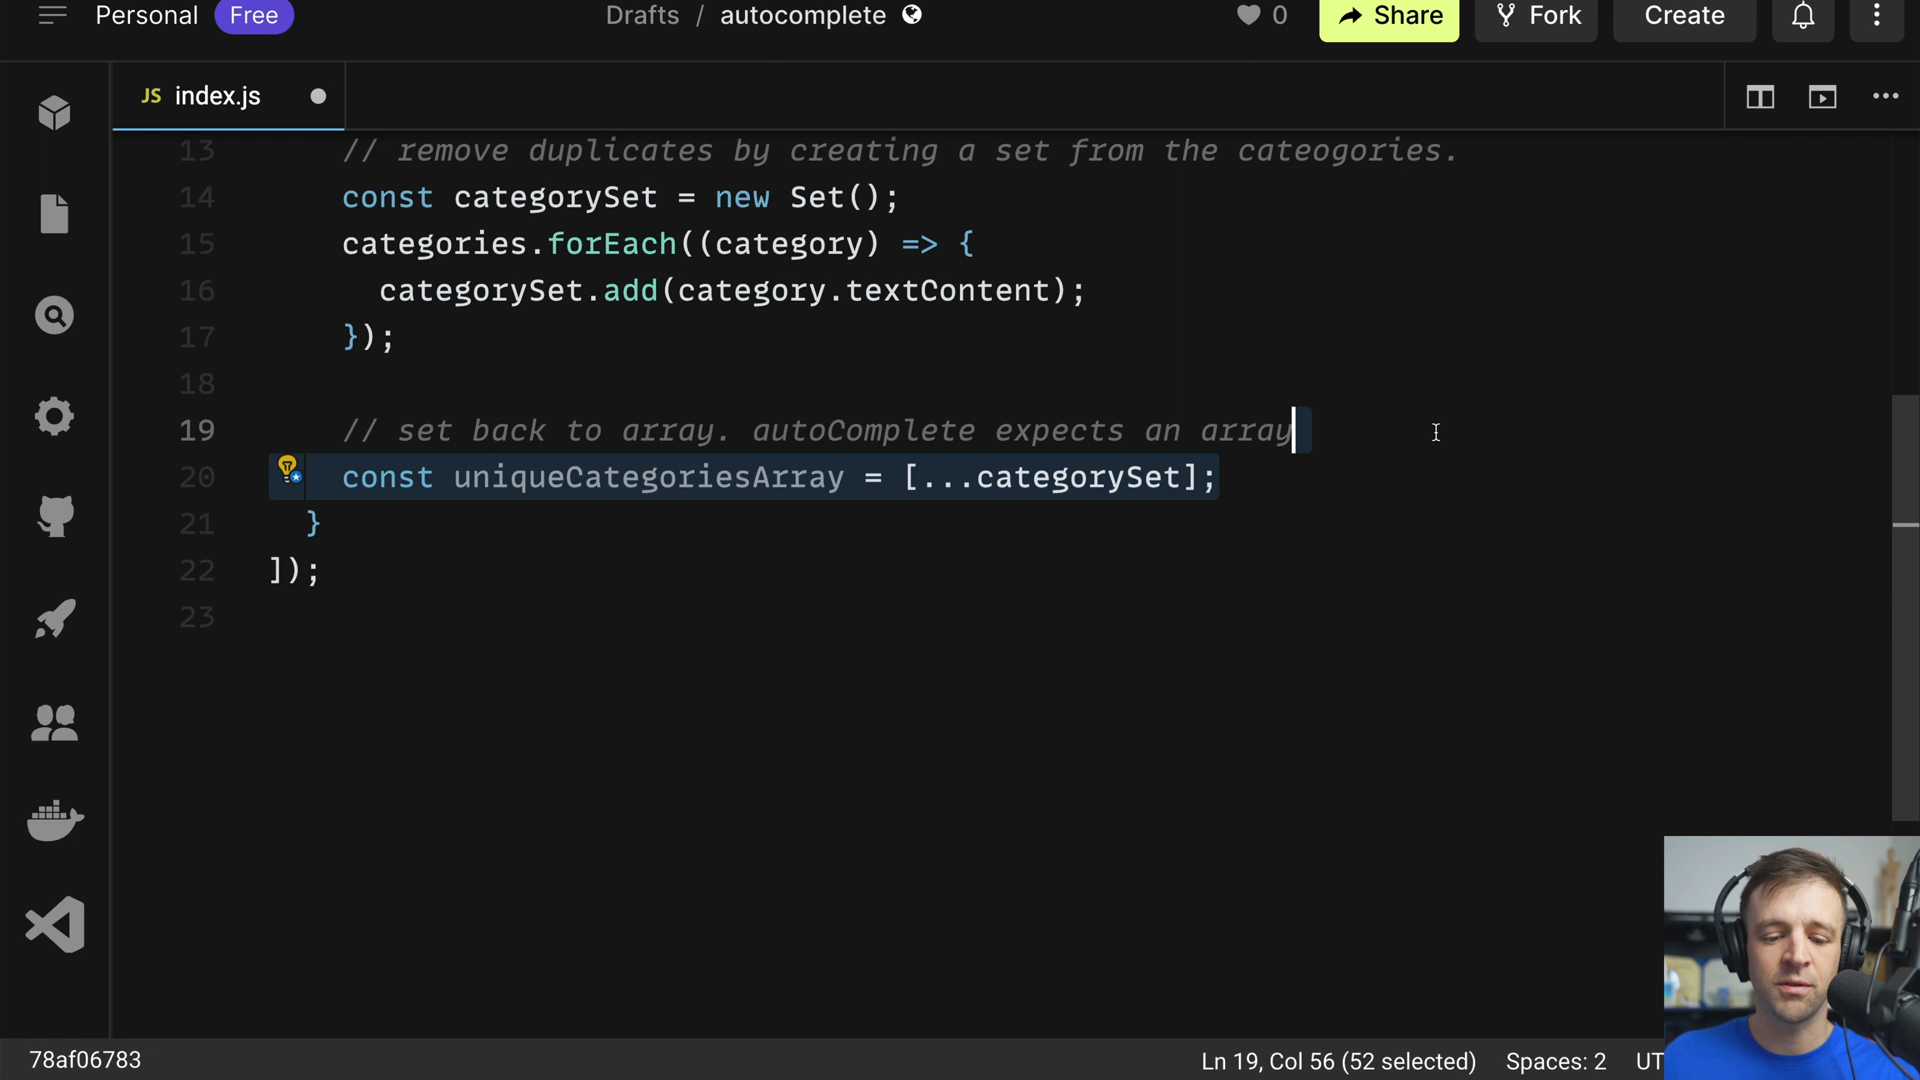 Personal Free Drafts / autocomplete 0 Share Fork Create
JS index.js
13 // remove duplicates by creating a set from the cateogories.
14 const categorySet = new Set();
15 categories.forEach((category) => {
16 categorySet.add(category.textContent);
17 });
18
19 // set back to array. autoComplete expects an array
20 const uniqueCategoriesArray = [...categorySet];
21 }
22 ]);
23
78af06783 Ln 19, Col 56 (52 selected) Spaces: 2 UT